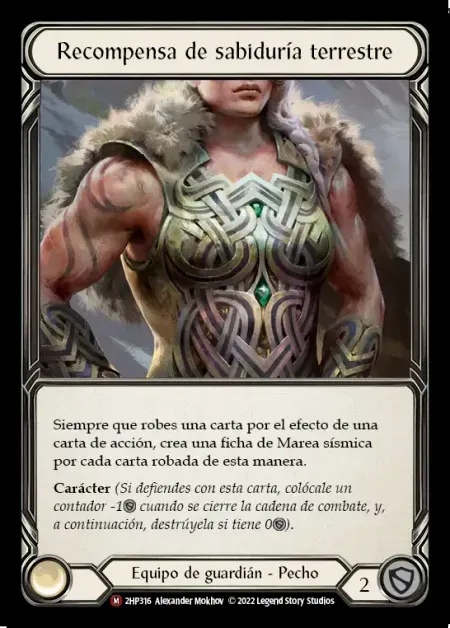 Recompensa de sabiduría terrestre
Siempre que robes una carta por el efecto de una
carta de acción, crea una ficha de Marea sísmica
por cada carta robada de esta manera.
Carácter (Si defiendes con esta carta, colócale un
contador -1 cuando se cierre la cadena de combate, y,
a continuación, destrúyela si tiene 0).
Equipo de guardián - Pecho
2
M 2HP316 Alexander Mokhov © 2022 Legend Story Studios